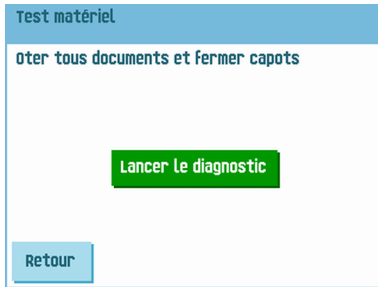 Test matériel
Oter tous documents et fermer capots
Lancer le diagnostic
Retour